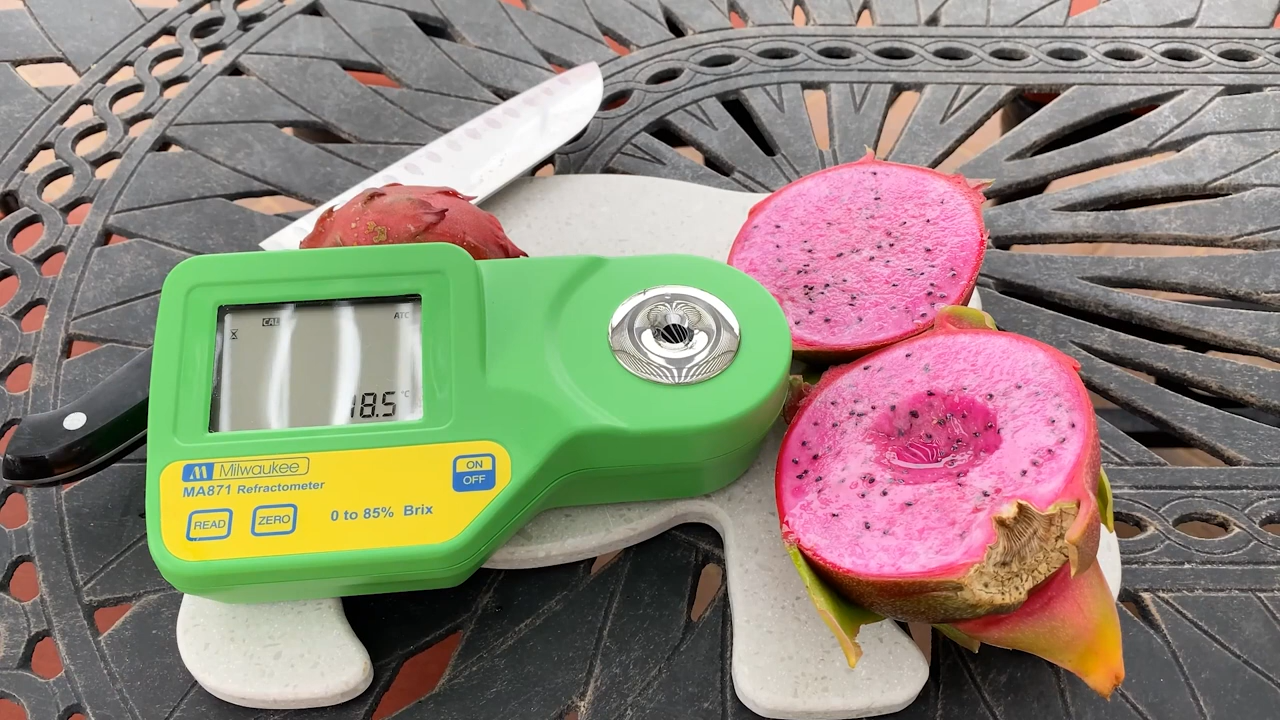 CAL ATC
18.5 °C
Milwaukee
MA871 Refractometer
ON
OFF
READ
ZERO
0 to 85% Brix